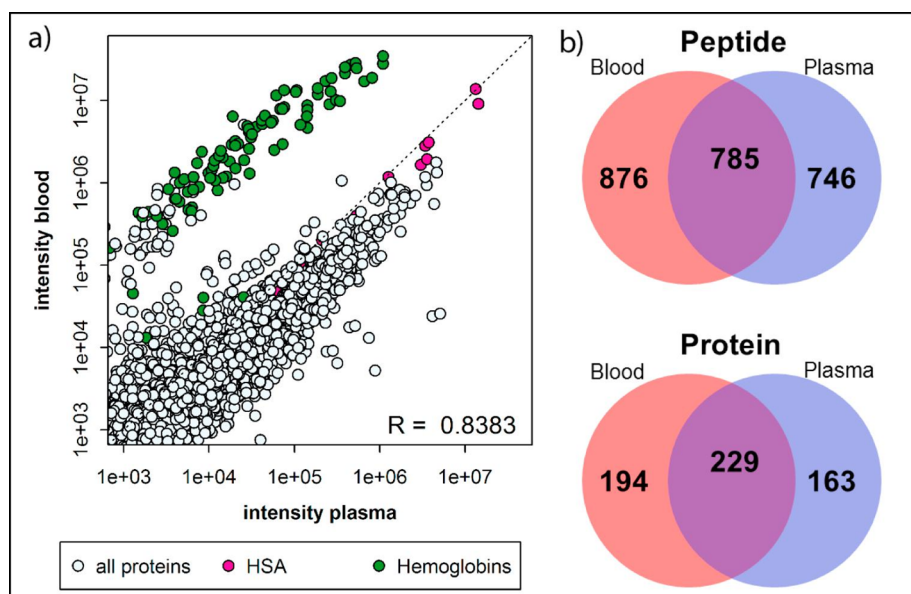 a)
intensity blood
1e+07
1e+06
1e+05
1e+04
1e+03
R = 0.8383
1e+03 1e+04 1e+05 1e+06 1e+07
intensity plasma
all proteins HSA Hemoglobins
b)
Peptide
Blood Plasma
876 785 746
Protein
Blood Plasma
194 229 163